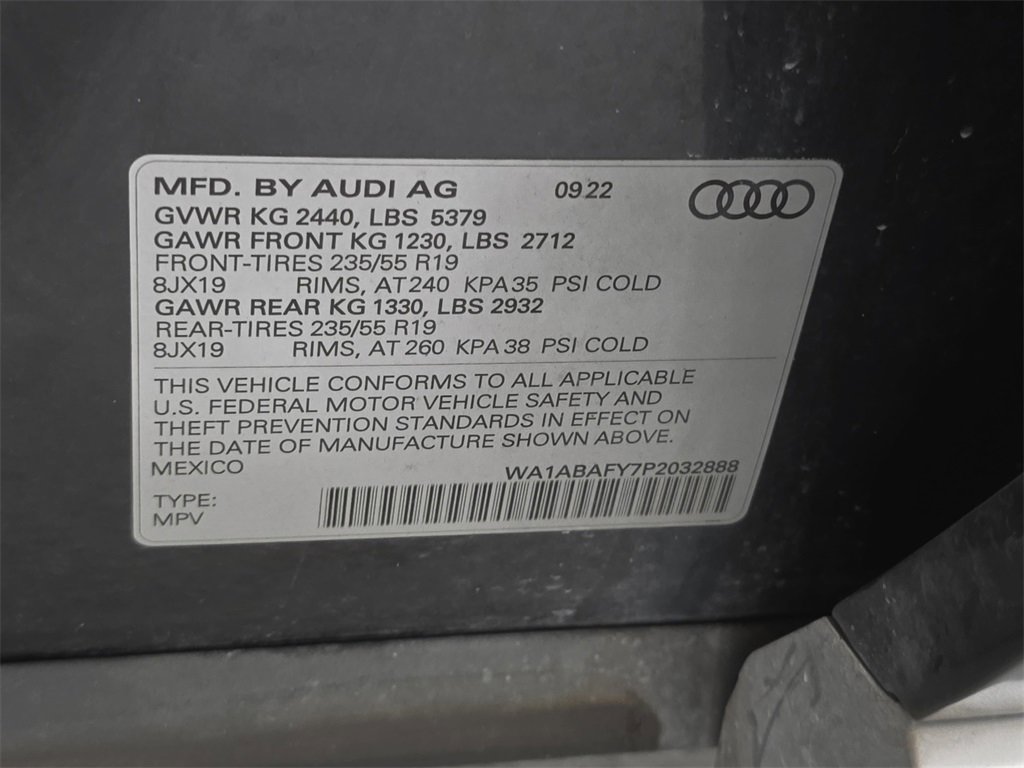 MFD. BY AUDI AG 09 22
GVWR KG 2440, LBS 5379
GAWR FRONT KG 1230, LBS 2712
FRONT-TIRES 235/55 R19
8JX19 RIMS, AT 240 KPA 35 PSI COLD
GAWR REAR KG 1330, LBS 2932
REAR-TIRES 235/55 R19
8JX19 RIMS, AT 260 KPA 38 PSI COLD
THIS VEHICLE CONFORMS TO ALL APPLICABLE
U.S. FEDERAL MOTOR VEHICLE SAFETY AND
THEFT PREVENTION STANDARDS IN EFFECT ON
THE DATE OF MANUFACTURE SHOWN ABOVE.
MEXICO WA1ABAFY7P2032888
TYPE:
MPV